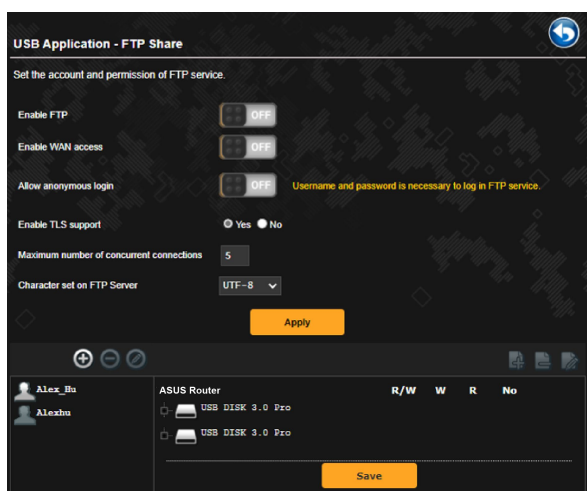 USB Application - FTP Share
Set the account and permission of FTP service.
Enable FTP OFF
Enable WAN access OFF
Allow anonymous login OFF Username and password is necessary to log in FTP service.
Enable TLS support Yes No
Maximum number of concurrent connections 5
Character set on FTP Server UTF-8
Apply
Alex_Hu
Alexhu
ASUS Router R/W W R No
USB DISK 3.0 Pro
USB DISK 3.0 Pro
Save